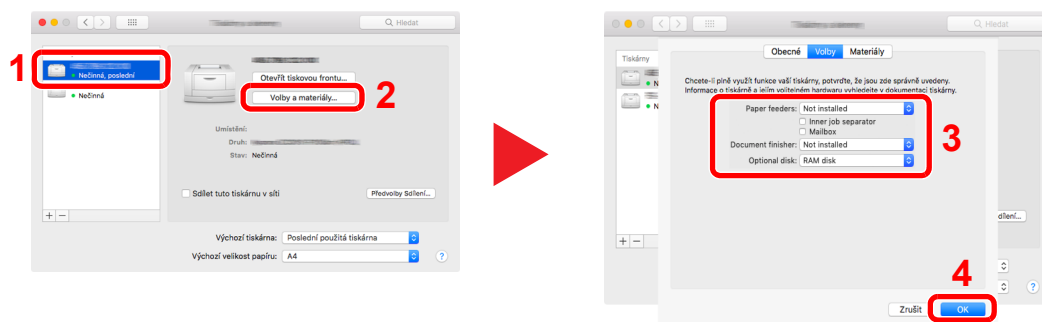 Hledat
1
Nečinná, poslední
Nečinná
Otevřít tiskovou frontu...
Volby a materiály...
2
Umístění:
Druh:
Stav: Nečinná
Sdílet tuto tiskárnu v síti
Předvolby Sdílení...
+ −
Výchozí tiskárna: Poslední použitá tiskárna
Výchozí velikost papíru: A4
?
Hledat
Tiskárny
Obecné Volby Materiály
Chcete-li plně využít funkce vaší tiskárny, potvrďte, že jsou zde správně uvedeny.
Informace o tiskárně a jejím volitelném hardwaru vyhledejte v dokumentaci tiskárny.
N
N
Paper feeders: Not installed
Inner job separator
Mailbox
Document finisher: Not installed
Optional disk: RAM disk
3
dílení...
+ −
4
?
Zrušit OK